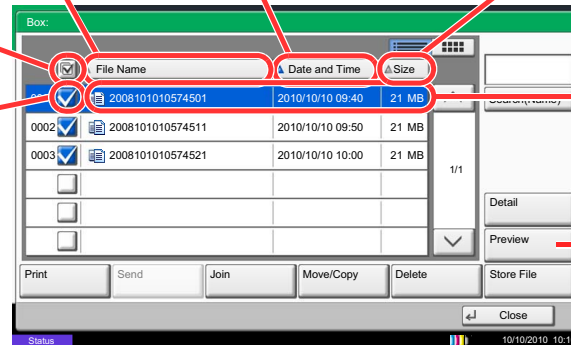 Box:
File Name Date and Time Size
2008101010574501 2010/10/10 09:40 21 MB
Search(Name)
0002 2008101010574511 2010/10/10 09:50 21 MB
0003 2008101010574521 2010/10/10 10:00 21 MB
1/1
Detail
Preview
Print Send Join Move/Copy Delete Store File
Close
Status 10/10/2010 10:1